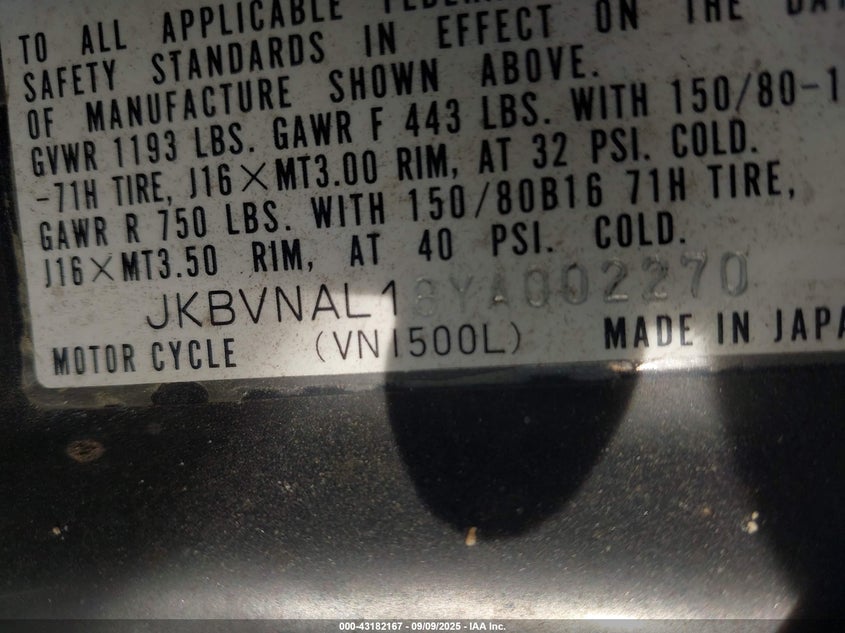 TO ALL APPLICABLE
SAFETY STANDARDS IN EFFECT ON THE
OF MANUFACTURE SHOWN ABOVE.
GVWR 1193 LBS. GAWR F 443 LBS. WITH 150/80-1
-71H TIRE, J16×MT3.00 RIM, AT 32 PSI. COLD.
GAWR R 750 LBS. WITH 150/80B16 71H TIRE,
J16×MT3.50 RIM, AT 40 PSI. COLD.
JKBVNAL18YA002270
MOTOR CYCLE (VN1500L) MADE IN JAPA
000-43182167 - 09/09/2025 - IAA Inc.